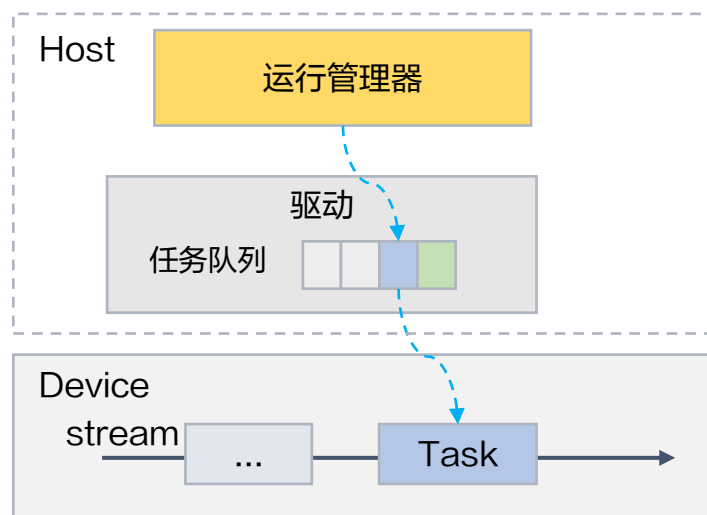 Host
运行管理器
驱动
任务队列
Device
stream
...
Task